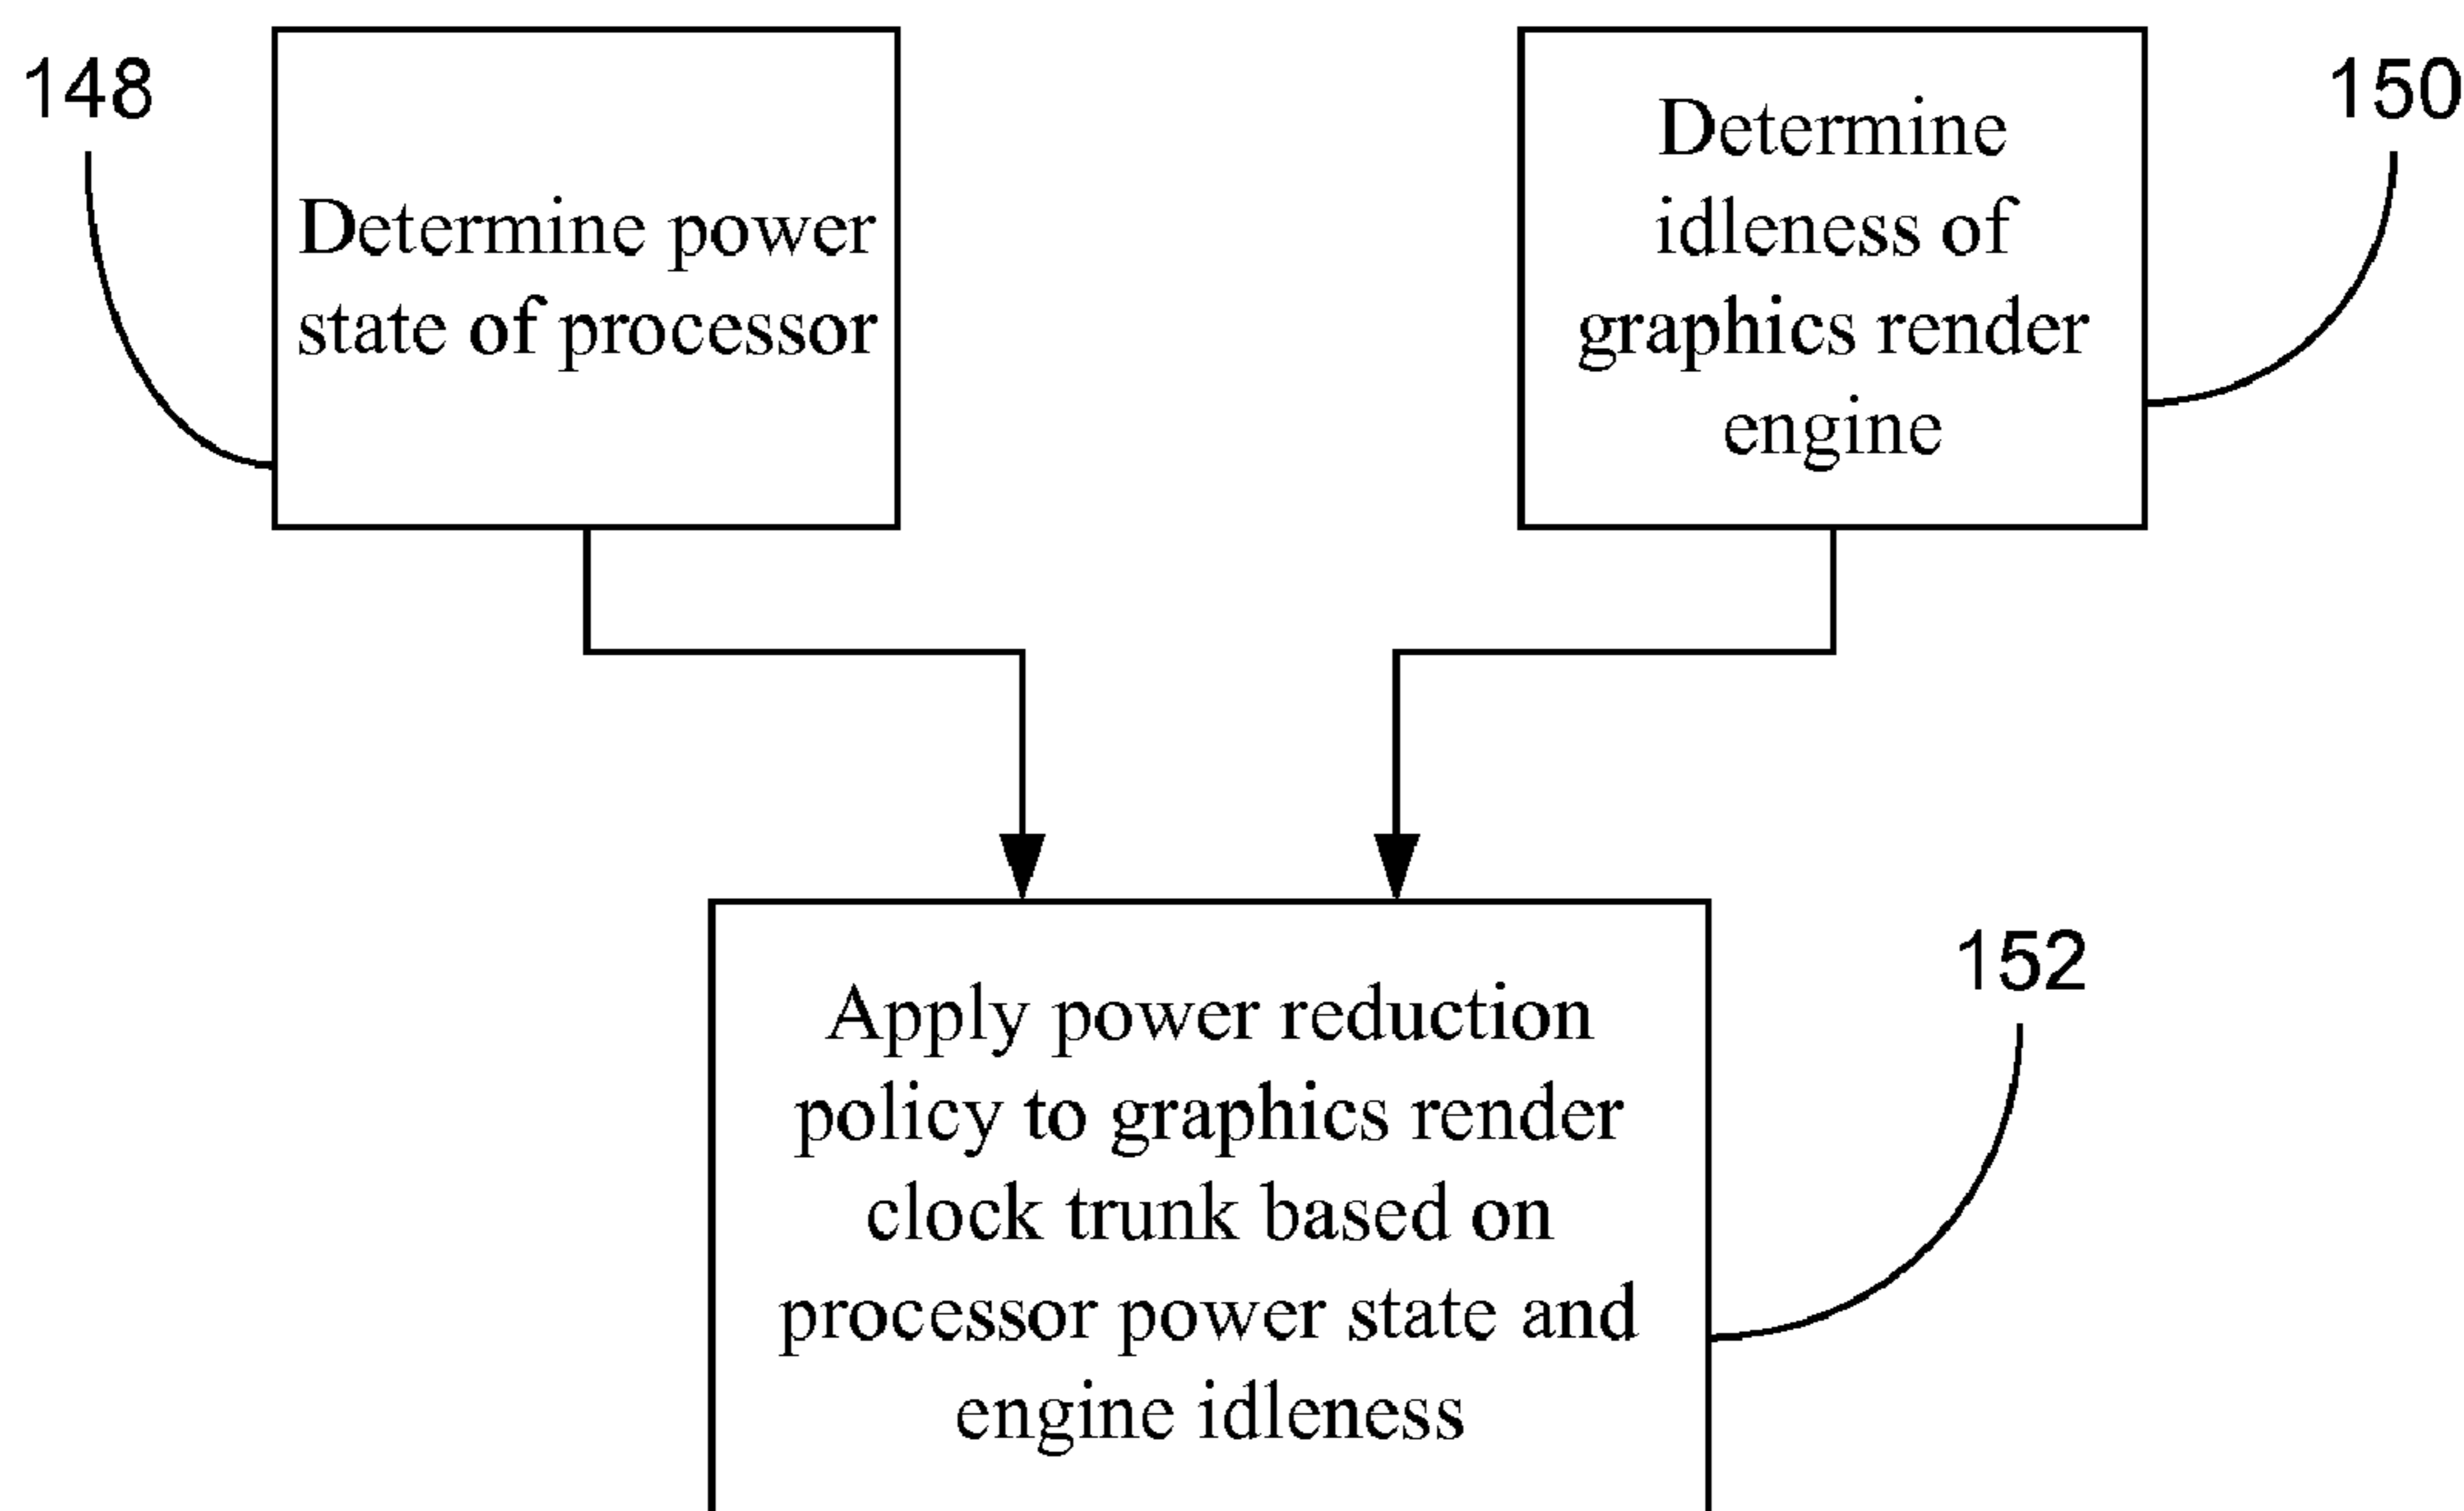 148
Determine power
state of processor
150
Determine
idleness of
graphics render
engine
152
Apply power reduction
policy to graphics render
clock trunk based on
processor power state and
engine idleness